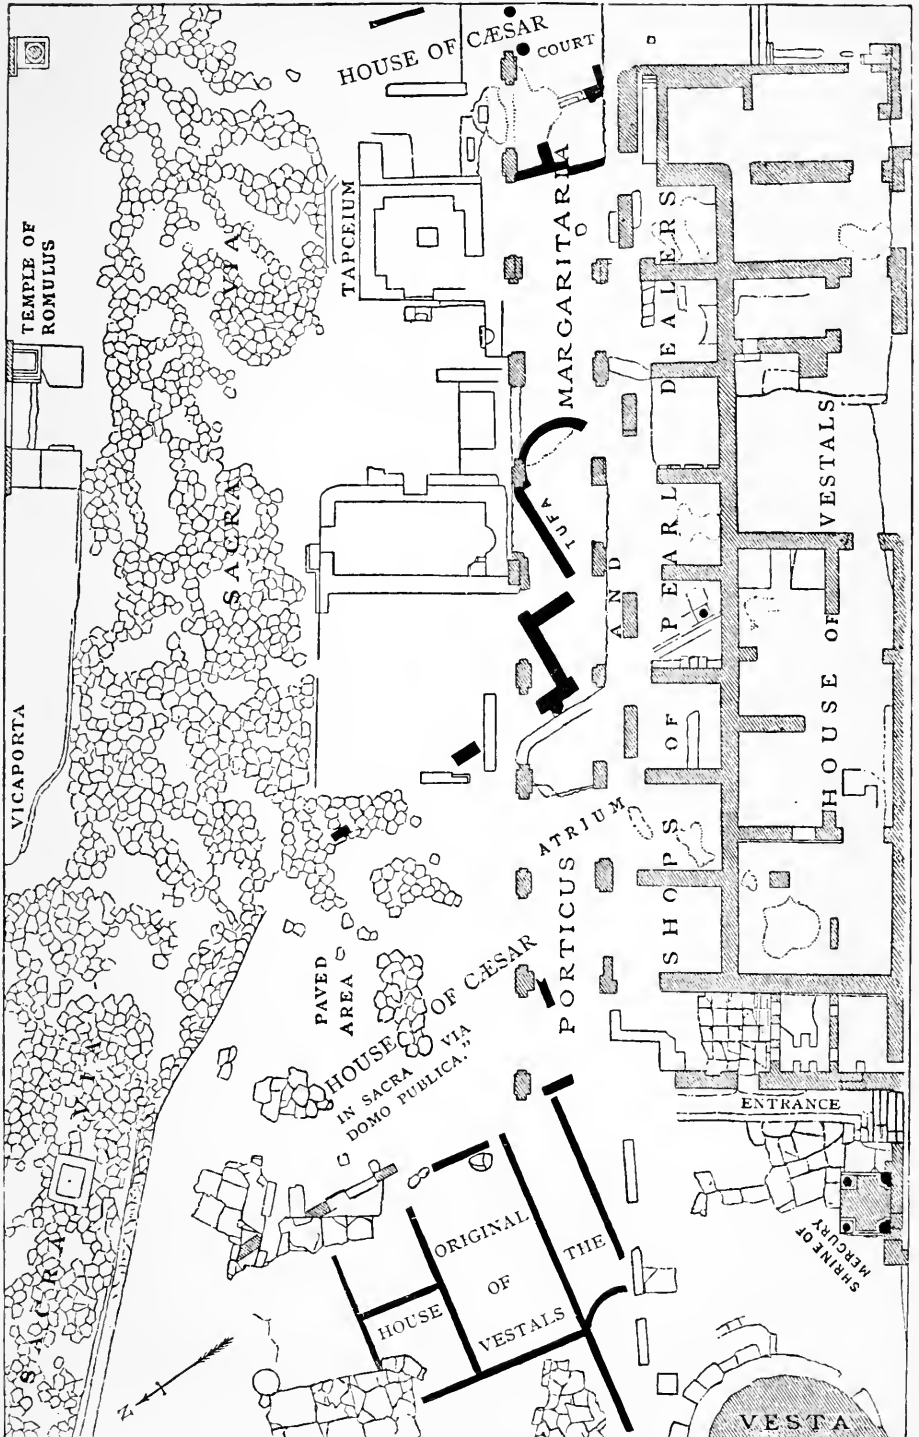 HOUSE OF CÆSAR
COURT
TEMPLE OF
ROMULUS
VIA
TAPCEIUM
MARGARITARIA
SACRA
TUFA
VICAPORTA
SHOPS OF PEARL DEALERS
AND
HOUSE OF VESTALS
ATRIUM
PORTICUS
PAVED
AREA
HOUSE OF CÆSAR
IN SACRA VIA
DOMO PUBLICA."
SACRA VIA
ENTRANCE
SHRINE OF
MERCURY
ORIGINAL
HOUSE OF THE
VESTALS
N
VESTA